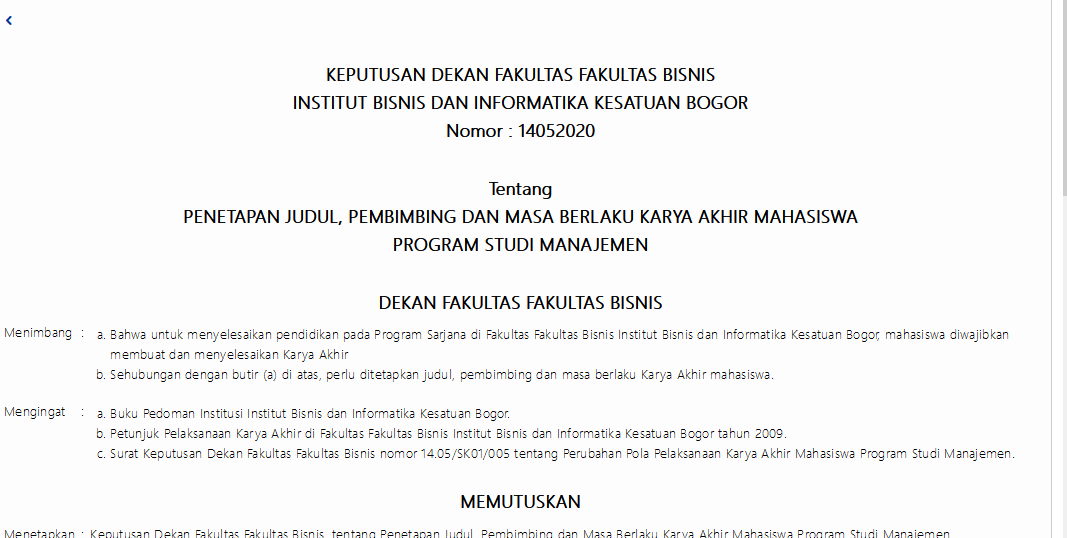 KEPUTUSAN DEKAN FAKULTAS FAKULTAS BISNIS
INSTITUT BISNIS DAN INFORMATIKA KESATUAN BOGOR
Nomor : 14052020
Tentang
PENETAPAN JUDUL, PEMBIMBING DAN MASA BERLAKU KARYA AKHIR MAHASISWA
PROGRAM STUDI MANAJEMEN
DEKAN FAKULTAS FAKULTAS BISNIS
Menimbang : a. Bahwa untuk menyelesaikan pendidikan pada Program Sarjana di Fakultas Fakultas Bisnis Institut Bisnis dan Informatika Kesatuan Bogor, mahasiswa diwajibkan
membuat dan menyelesaikan Karya Akhir
b. Sehubungan dengan butir (a) di atas, perlu ditetapkan judul, pembimbing dan masa berlaku Karya Akhir mahasiswa.
Mengingat : a. Buku Pedoman Institusi Institut Bisnis dan Informatika Kesatuan Bogor.
b. Petunjuk Pelaksanaan Karya Akhir di Fakultas Fakultas Bisnis Institut Bisnis dan Informatika Kesatuan Bogor tahun 2009.
c. Surat Keputusan Dekan Fakultas Fakultas Bisnis nomor 14.05/SK01/005 tentang Perubahan Pola Pelaksanaan Karya Akhir Mahasiswa Program Studi Manajemen.
MEMUTUSKAN
Menetapkan : Keputusan Dekan Fakultas Fakultas Bisnis tentang Penetapan Judul, Pembimbing dan Masa Berlaku Karya Akhir Mahasiswa Program Studi Manajemen